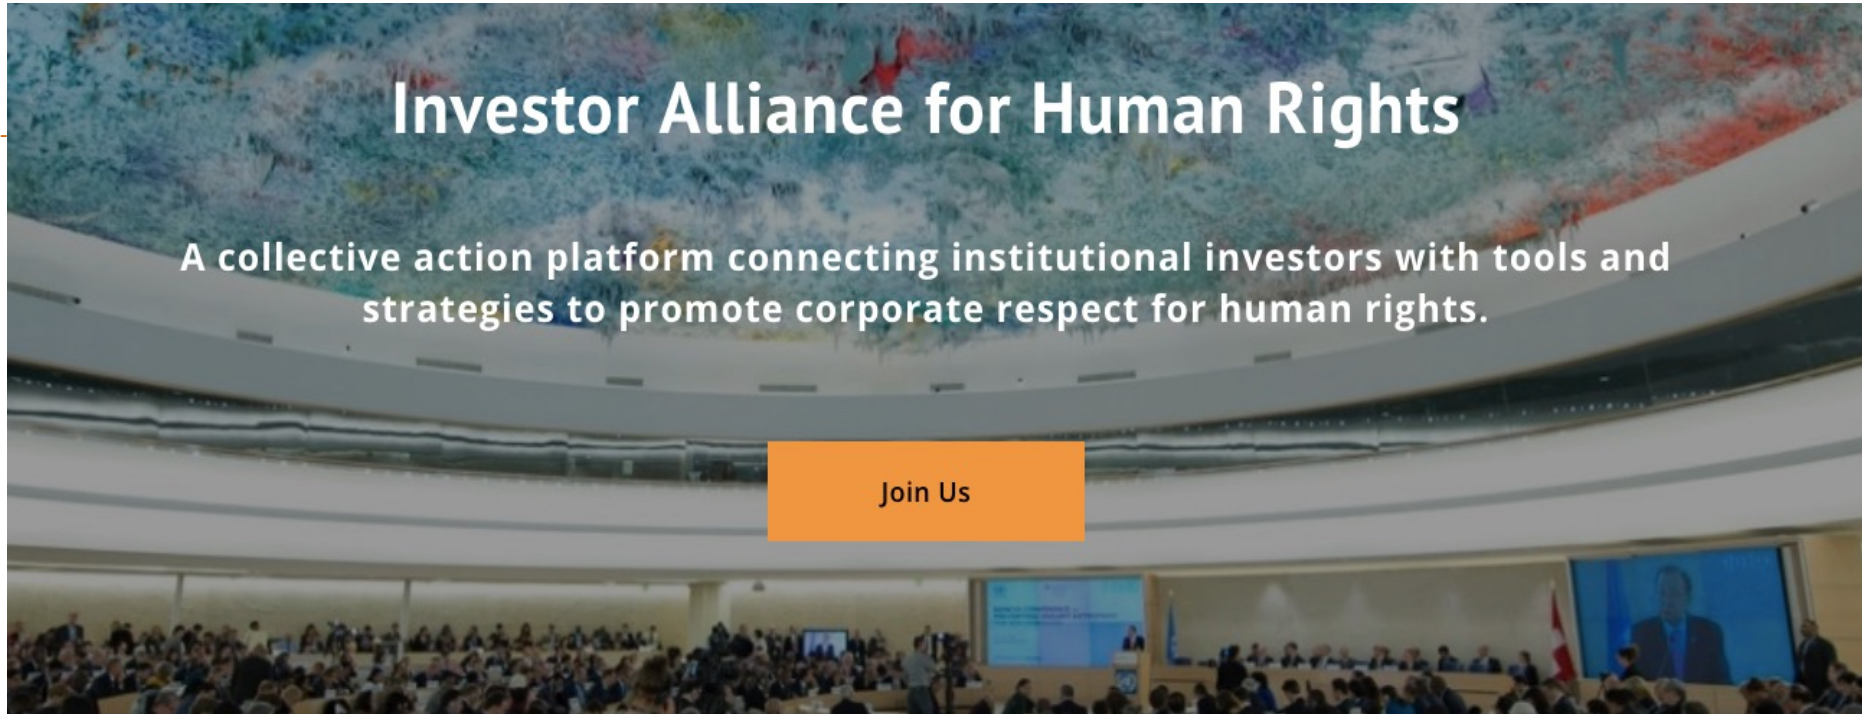 Investor Alliance for Human Rights
A collective action platform connecting institutional investors with tools and
strategies to promote corporate respect for human rights.
Join Us